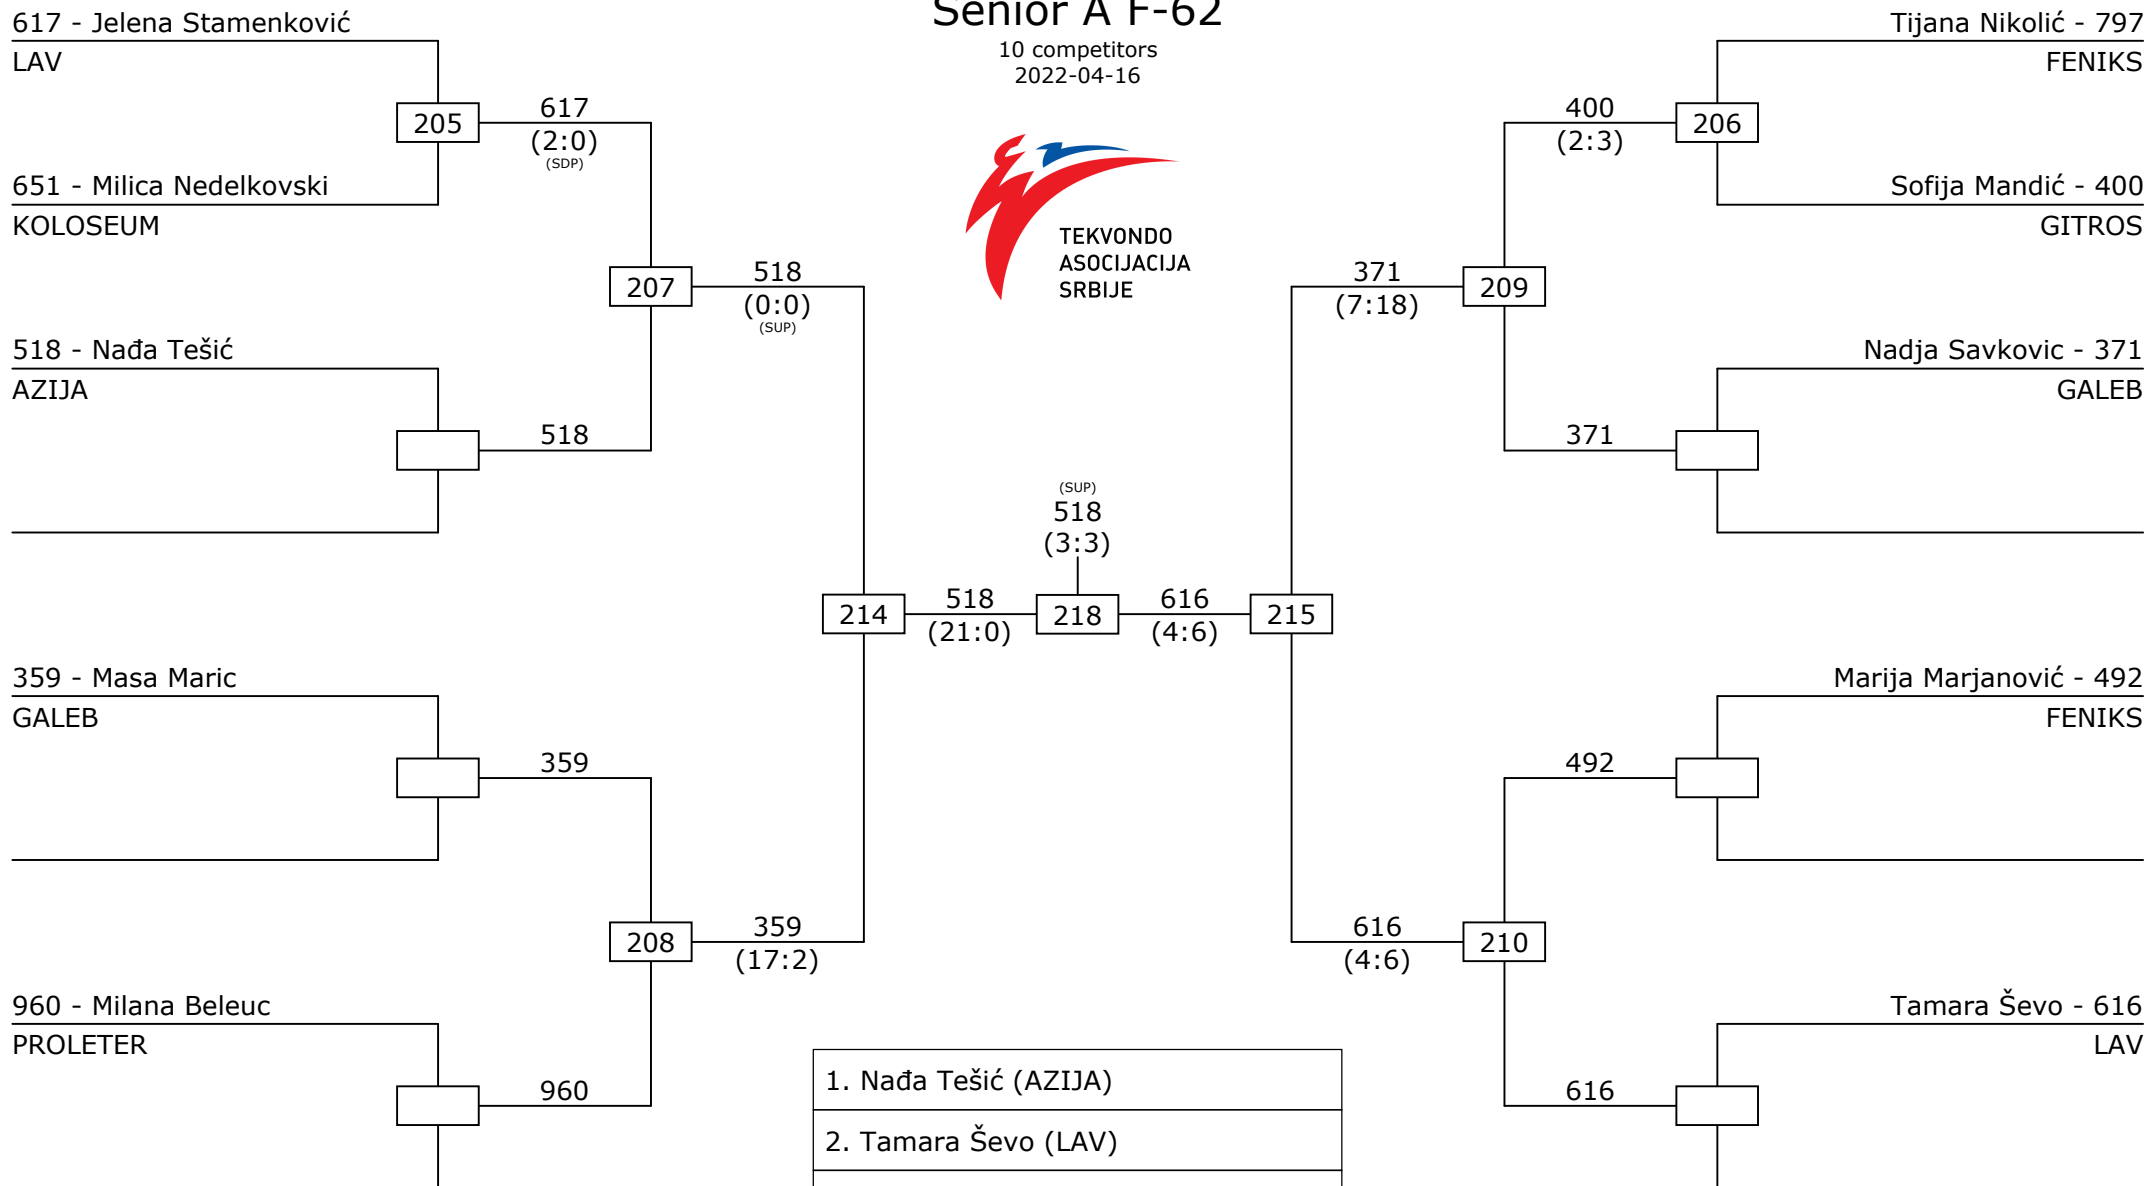 Senior A F-62
10 competitors
2022-04-16
TEKVONDO
ASOCIJACIJA
SRBIJE
617 - Jelena Stamenković
LAV
205
617
(2:0)
(SDP)
651 - Milica Nedelkovski
KOLOSEUM
207
518
(0:0)
(SUP)
518 - Nađa Tešić
AZIJA
518
214
518
(21:0)
359 - Masa Maric
GALEB
359
208
359
(17:2)
960 - Milana Beleuc
PROLETER
960
(SUP)
518
(3:3)
218
Tijana Nikolić - 797
FENIKS
400
(2:3)
206
Sofija Mandić - 400
GITROS
371
(7:18)
209
Nadja Savkovic - 371
GALEB
371
616
(4:6)
215
Marija Marjanović - 492
FENIKS
492
616
(4:6)
210
Tamara Ševo - 616
LAV
616
1. Nađa Tešić (AZIJA)
2. Tamara Ševo (LAV)